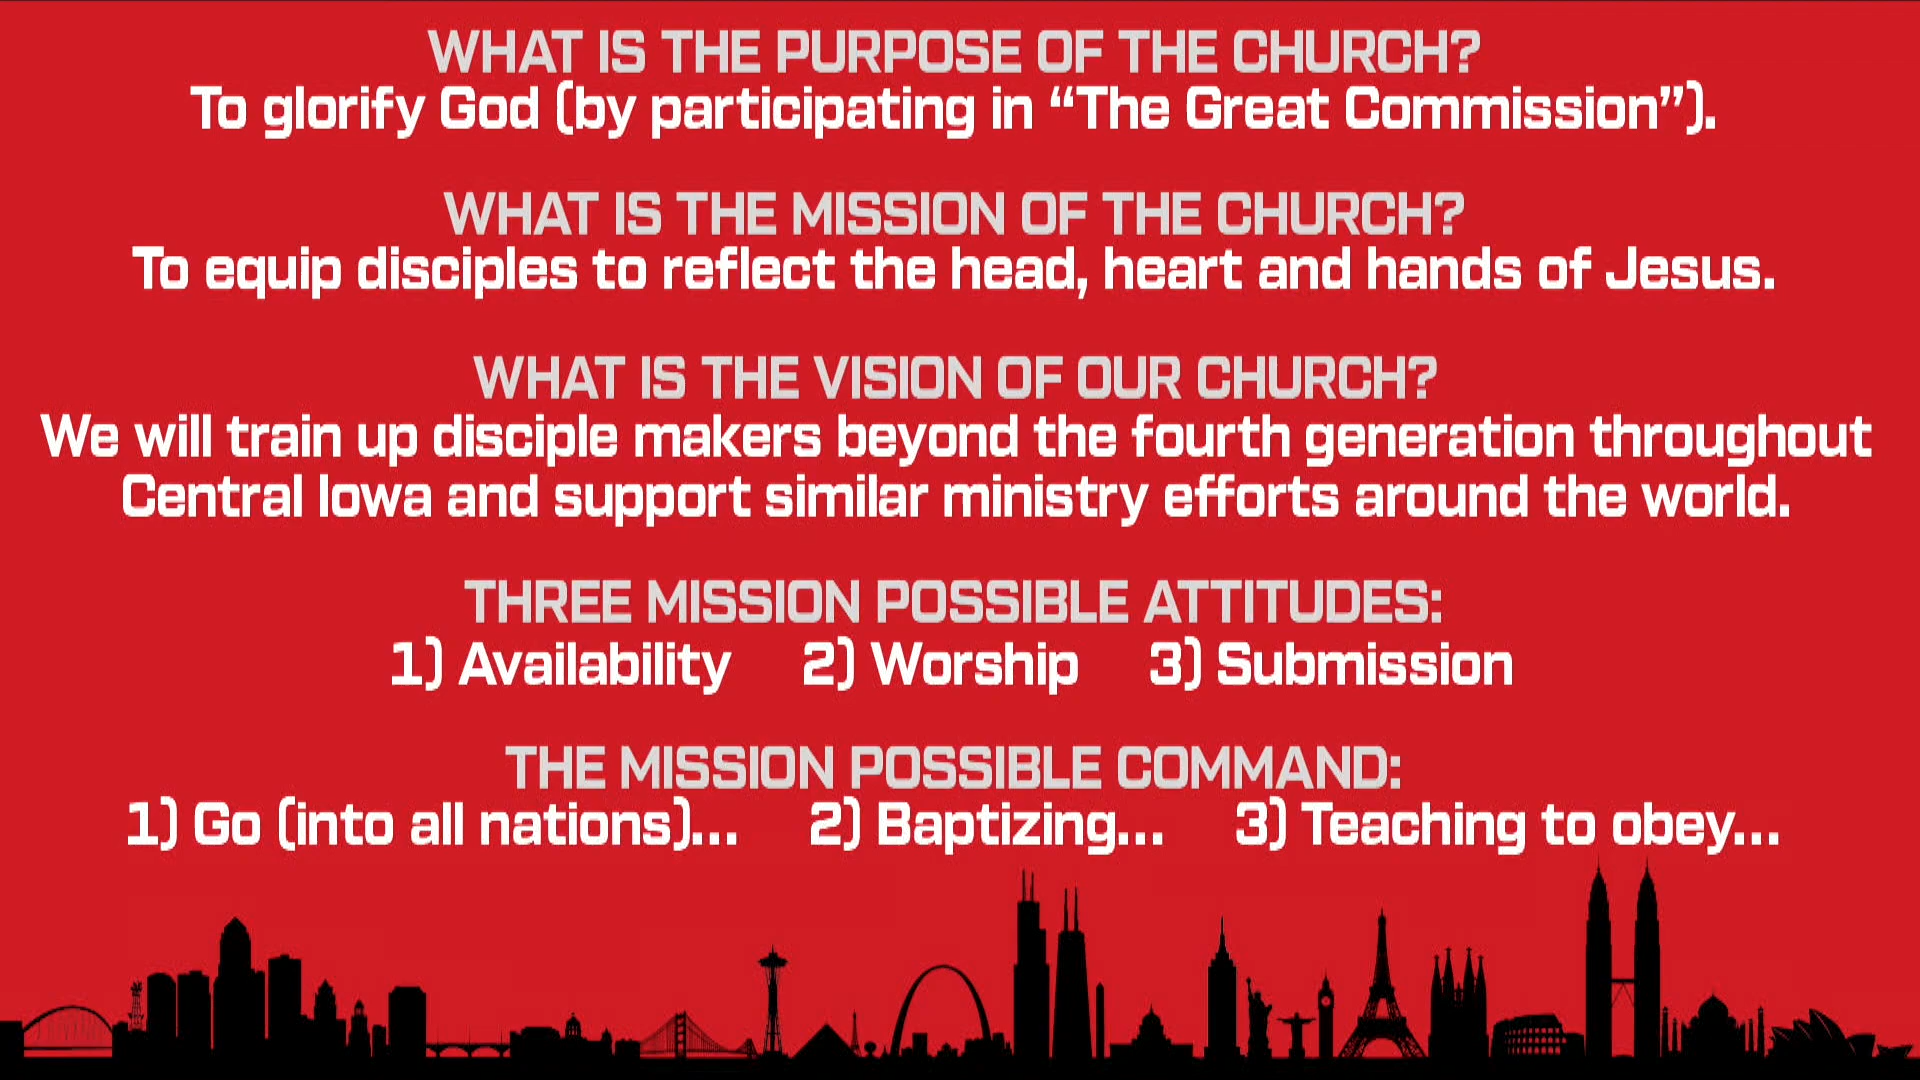 WHAT IS THE PURPOSE OF THE CHURCH?
To glorify God (by participating in “The Great Commission”).
WHAT IS THE MISSION OF THE CHURCH?
To equip disciples to reflect the head, heart and hands of Jesus.
WHAT IS THE VISION OF OUR CHURCH?
We will train up disciple makers beyond the fourth generation throughout
Central Iowa and support similar ministry efforts around the world.
THREE MISSION POSSIBLE ATTITUDES:
1) Availability 2) Worship 3) Submission
THE MISSION POSSIBLE COMMAND:
1) Go (into all nations)... 2) Baptizing... 3) Teaching to obey...